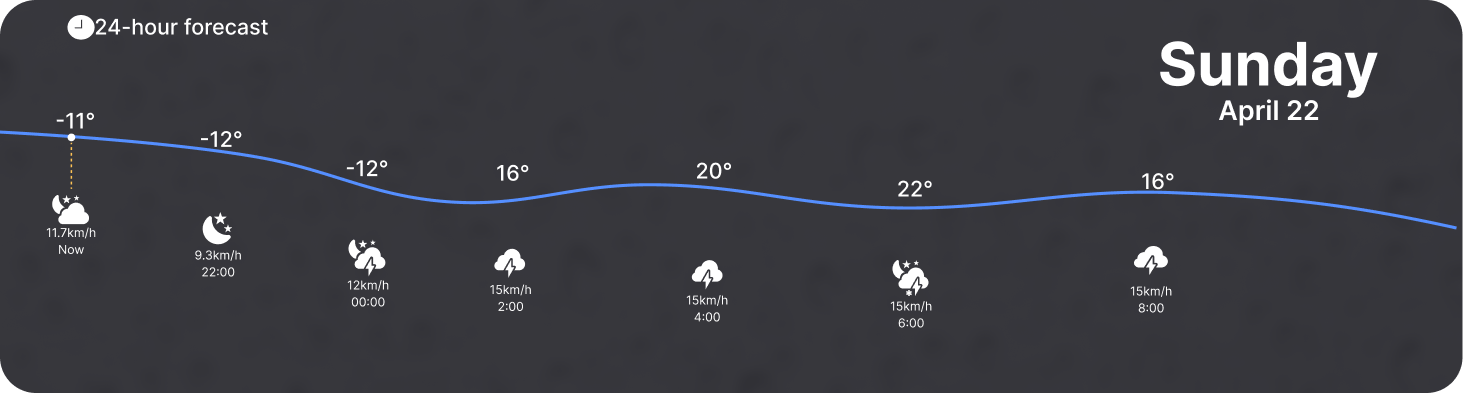 24-hour forecast
Sunday
April 22
-11°
-12°
-12°
16°
20°
22°
16°
11.7km/h
Now
9.3km/h
22:00
12km/h
00:00
15km/h
2:00
15km/h
4:00
15km/h
6:00
15km/h
8:00